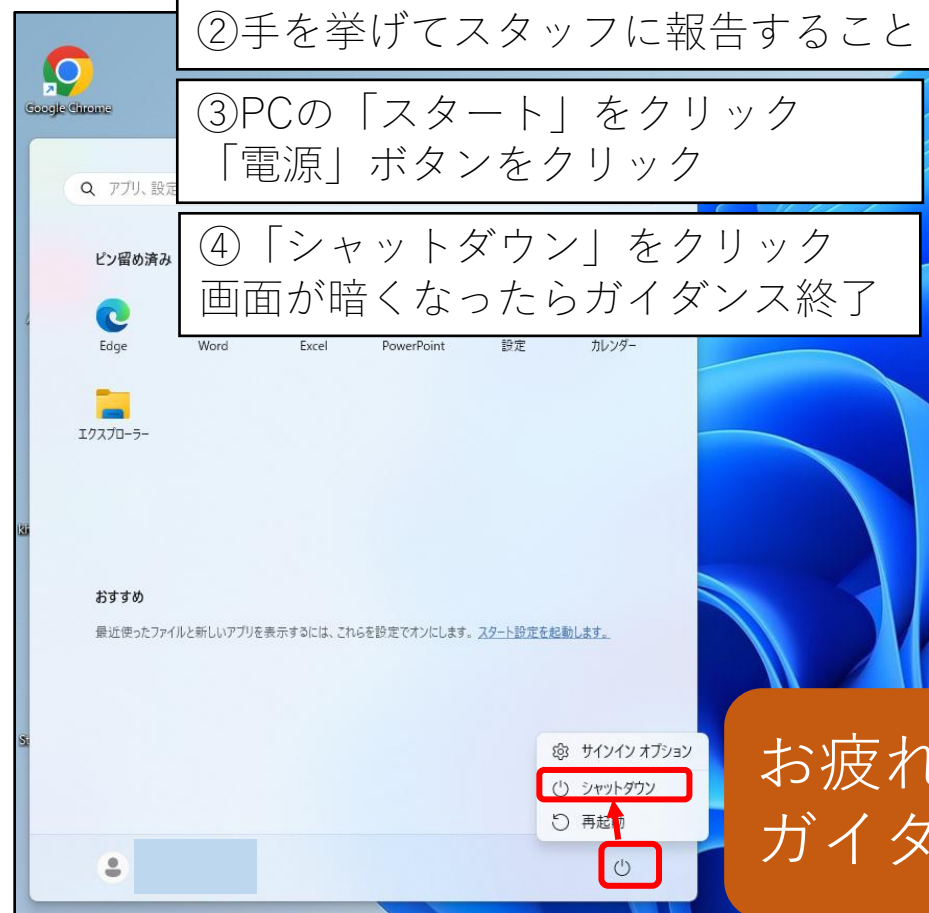 ②手を挙げてスタッフに報告すること
Google Chrome
③PCの「スタート」をクリック
「電源」ボタンをクリック
アプリ、設定
④「シャットダウン」をクリック
画面が暗くなったらガイダンス終了
ピン留め済み
Edge Word Excel PowerPoint 設定 カレンダー
エクスプローラー
おすすめ
最近使ったファイルと新しいアプリを表示するには、これらを設定でオンにします。 スタート設定を起動します。
サインイン オプション
シャットダウン
再起動
お疲れ
ガイダ